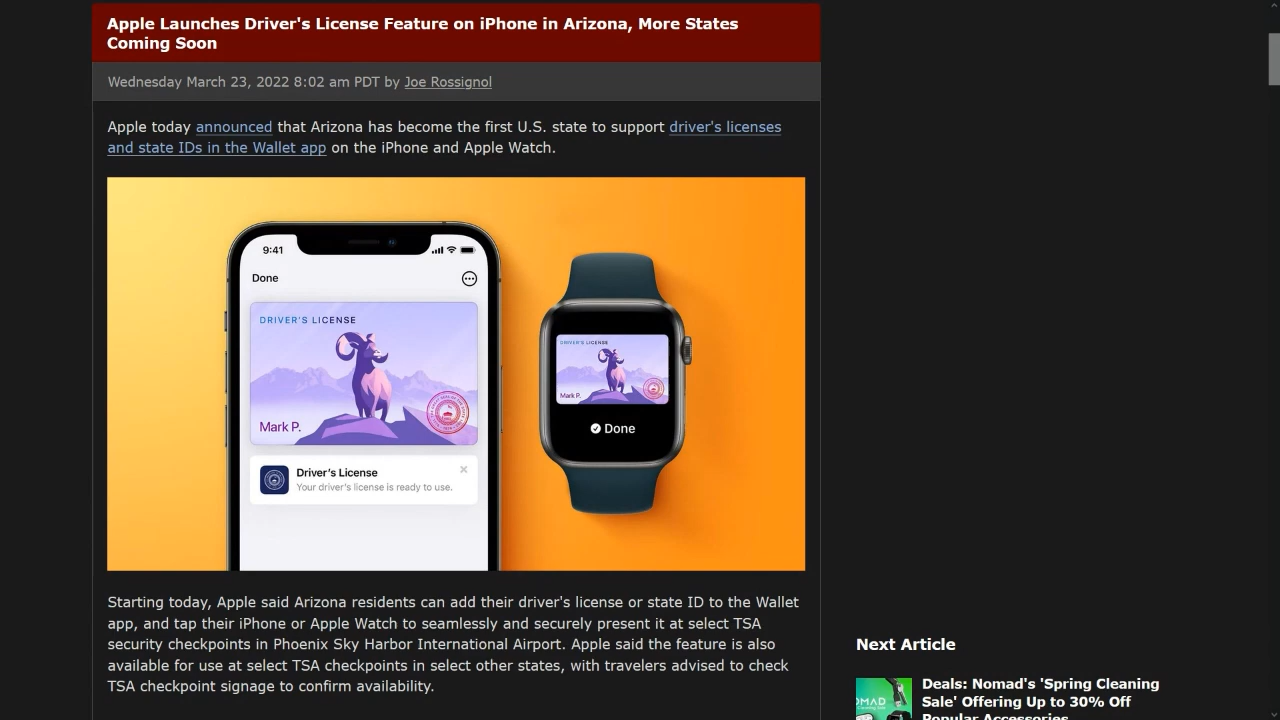 Apple Launches Driver's License Feature on iPhone in Arizona, More States
Coming Soon
Wednesday March 23, 2022 8:02 am PDT by Joe Rossignol
Apple today announced that Arizona has become the first U.S. state to support driver's licenses
and state IDs in the Wallet app on the iPhone and Apple Watch.
9:41
Done
DRIVER'S LICENSE
Mark P.
Driver's License
Your driver's license is ready to use.
DRIVER'S LICENSE
Mark P.
Done
Starting today, Apple said Arizona residents can add their driver's license or state ID to the Wallet
app, and tap their iPhone or Apple Watch to seamlessly and securely present it at select TSA
security checkpoints in Phoenix Sky Harbor International Airport. Apple said the feature is also
available for use at select TSA checkpoints in select other states, with travelers advised to check
TSA checkpoint signage to confirm availability.
Next Article
Deals: Nomad's 'Spring Cleaning
Sale' Offering Up to 30% Off
Popular Accessories